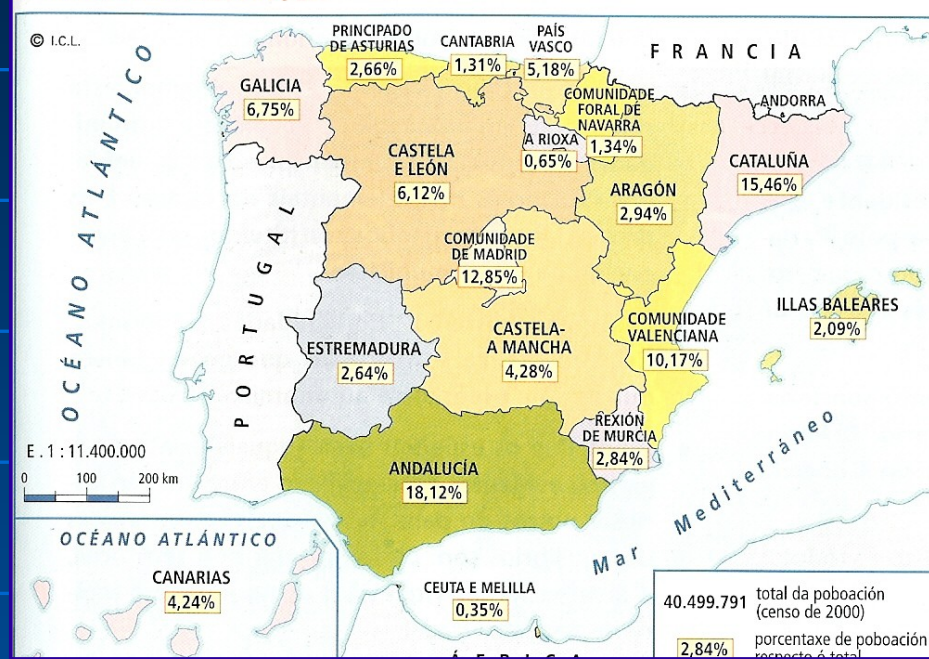 © I.C.L.
OCÉANO ATLÁNTICO
PRINCIPADO
DE ASTURIAS
2,66%
CANTABRIA
1,31%
PAÍS
VASCO
5,18%
FRANCIA
GALICIA
6,75%
COMUNIDADE
FORAL DE
NAVARRA
1,34%
ANDORRA
A RIOXA
0,65%
CASTELA
E LEÓN
6,12%
ARAGÓN
2,94%
CATALUÑA
15,46%
PORTUGAL
COMUNIDADE
DE MADRID
12,85%
ILLAS BALEARES
2,09%
ESTREMADURA
2,64%
CASTELA-
A MANCHA
4,28%
COMUNIDADE
VALENCIANA
10,17%
REXIÓN
DE MURCIA
2,84%
E. 1 : 11.400.000
0 100 200 km
ANDALUCÍA
18,12%
Mar Mediterráneo
OCÉANO ATLÁNTICO
CANARIAS
4,24%
CEUTA E MELILLA
0,35%
40.499.791 total da poboación
(censo de 2000)
2,84% porcentaxe de poboación
respecto ó total